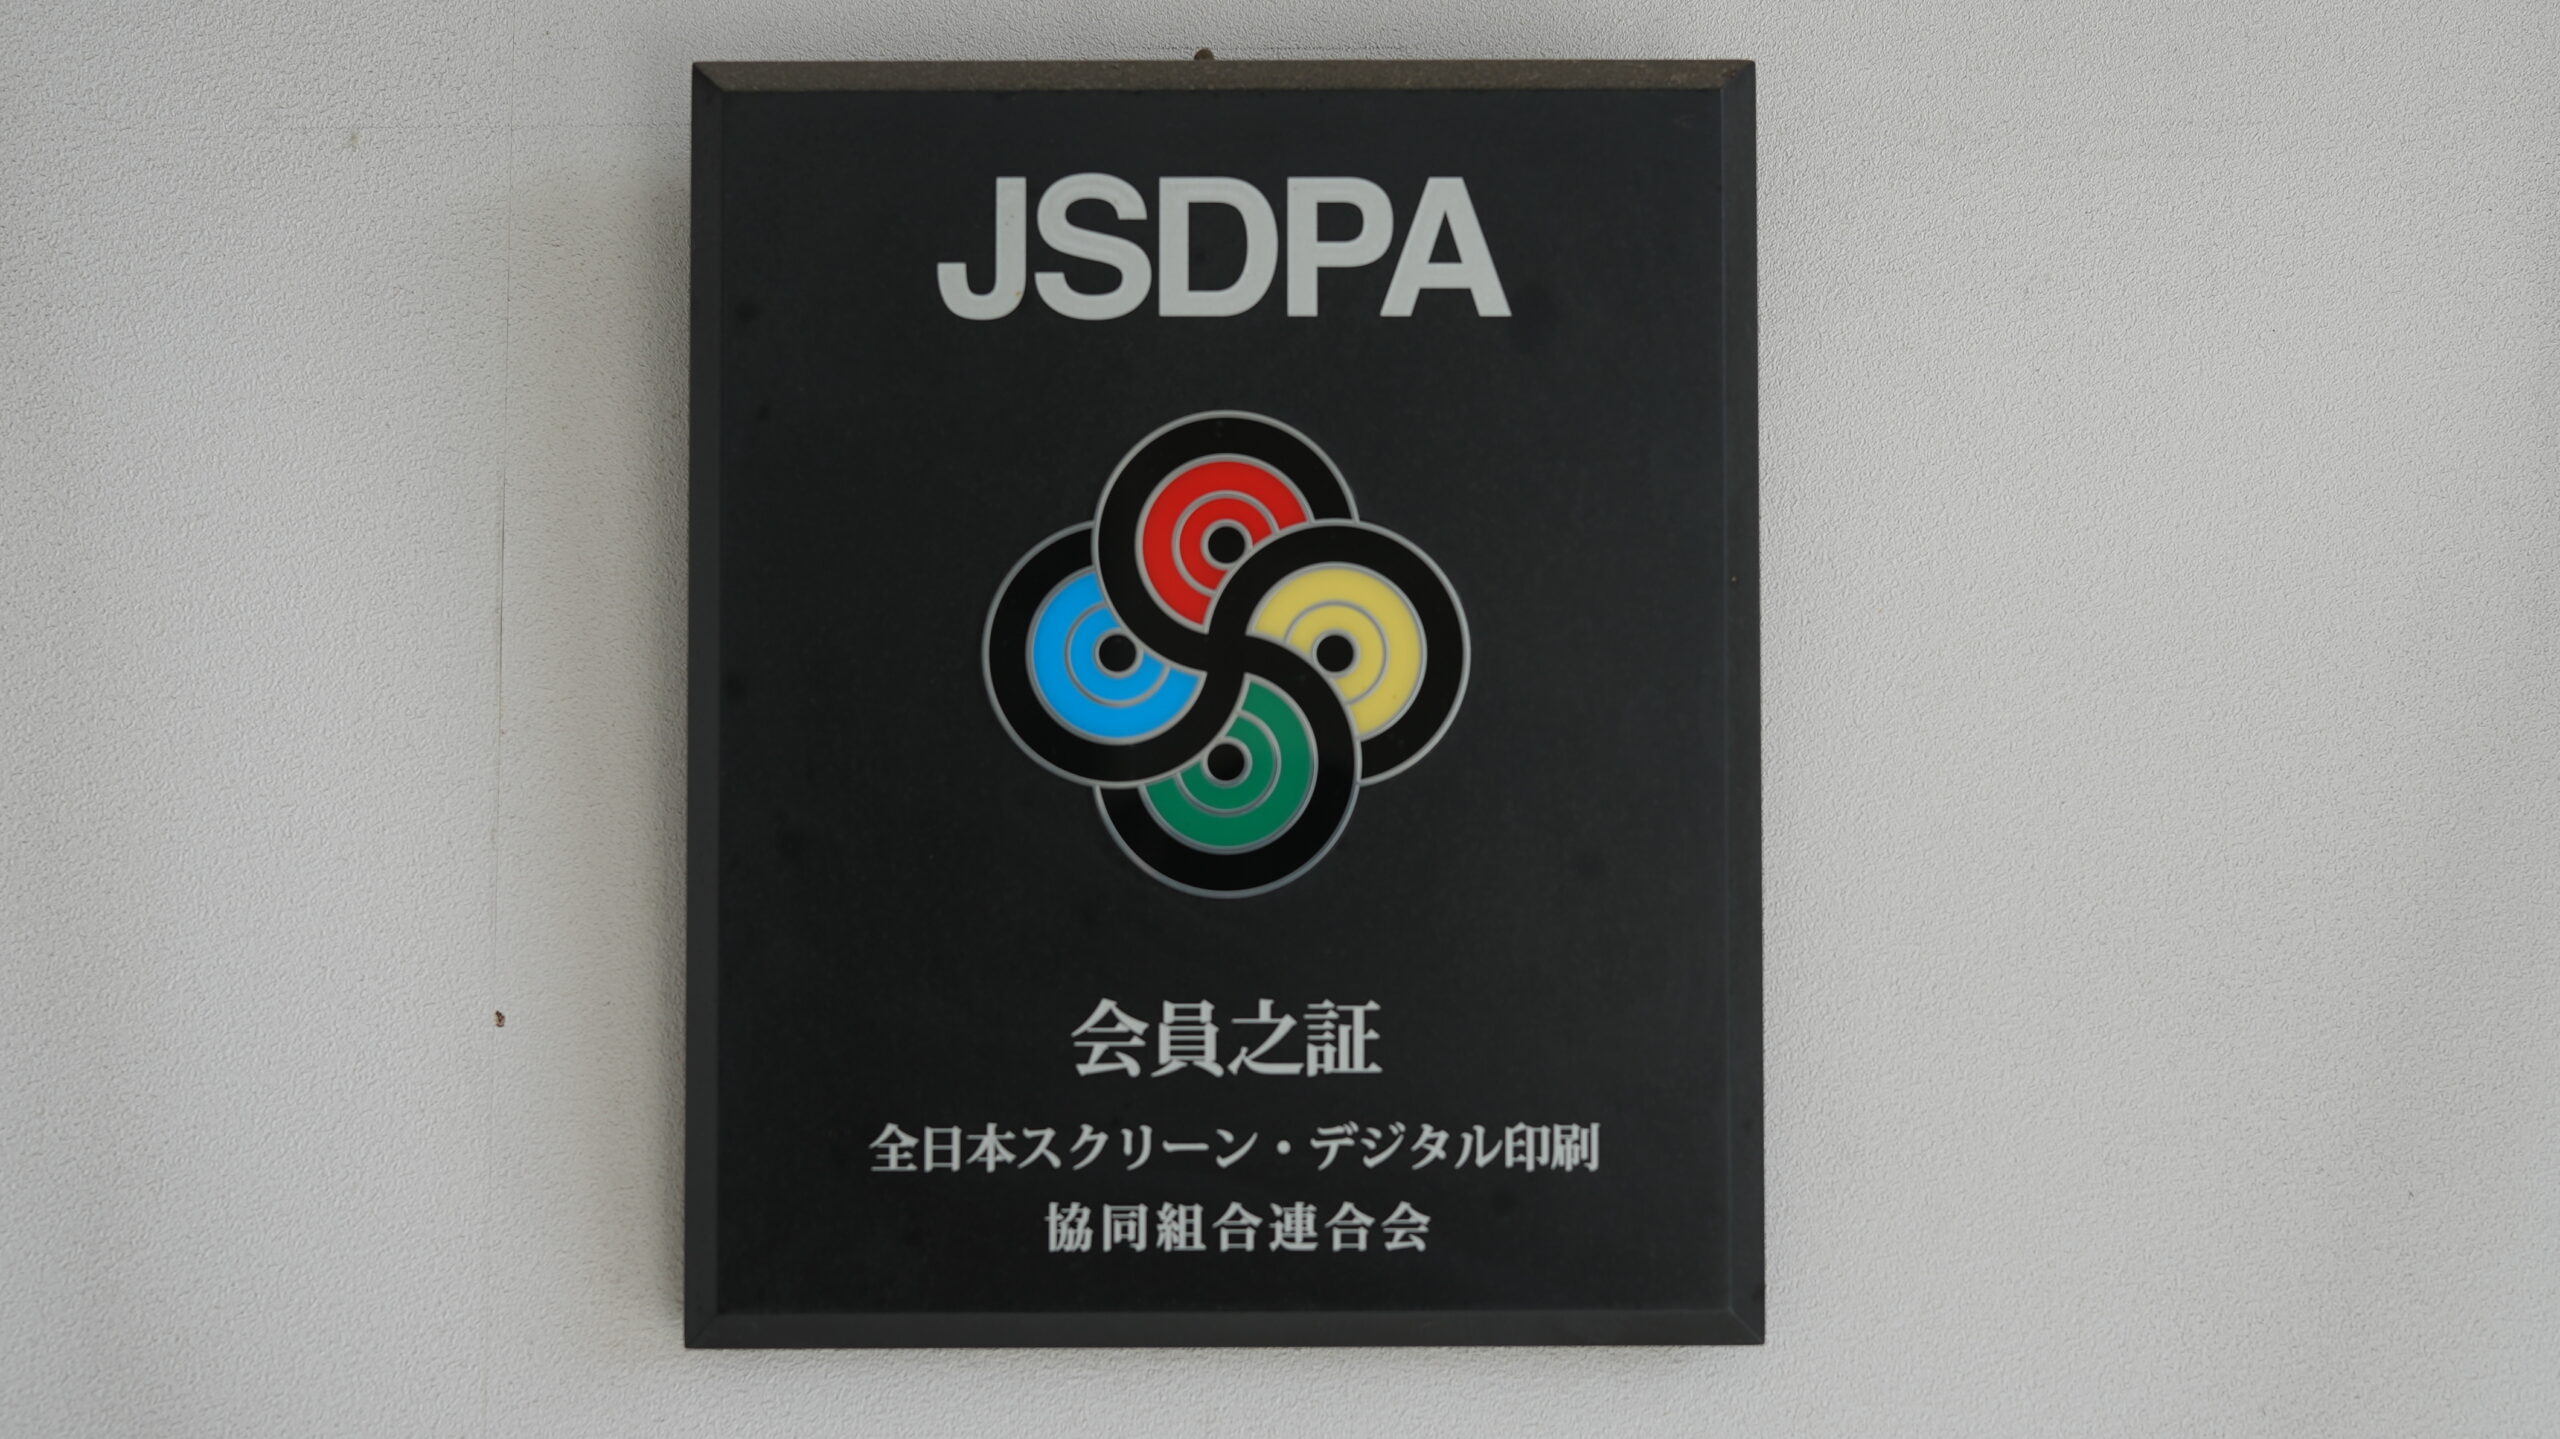 JSDPA
会員之証
全日本スクリーン・デジタル印刷
協同組合連合会